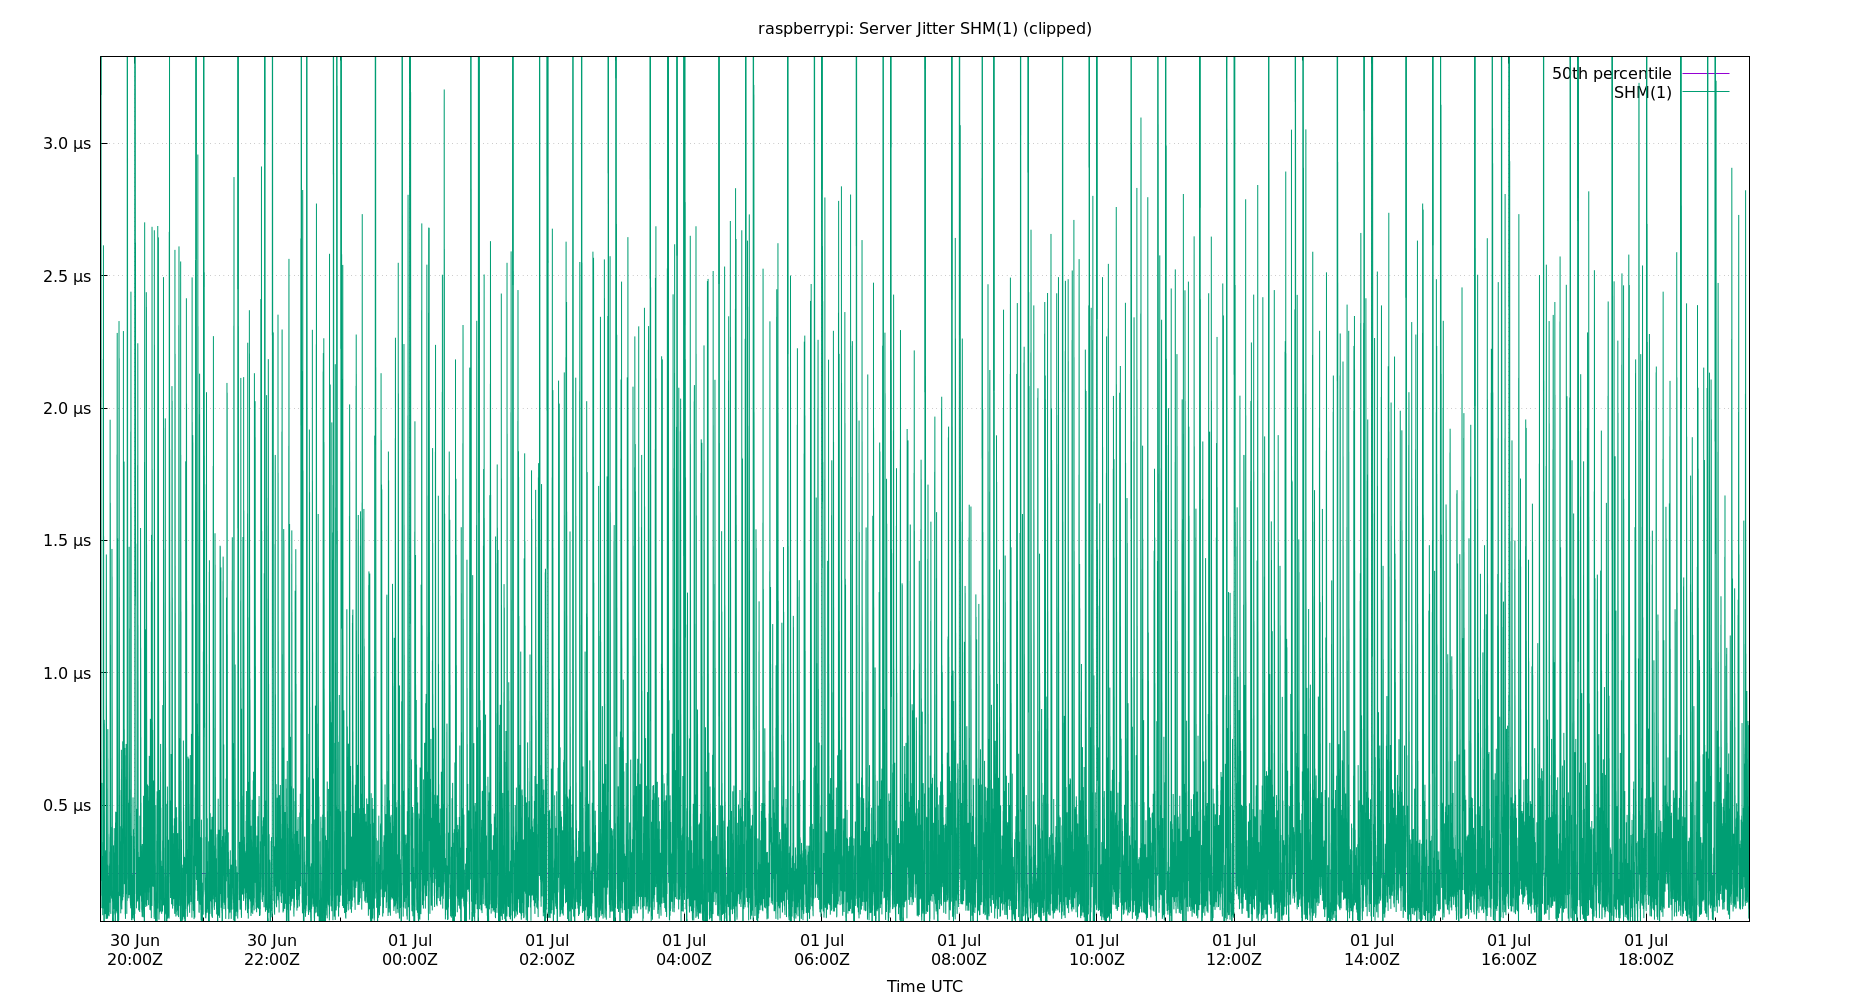 raspberrypi: Server Jitter SHM(1) (clipped)
50th percentile
SHM(1)
3.0 µs
2.5 µs
2.0 µs
1.5 µs
1.0 µs
0.5 µs
30 Jun 30 Jun 01 Jul 01 Jul 01 Jul 01 Jul 01 Jul 01 Jul 01 Jul 01 Jul 01 Jul 01 Jul
20:00Z 22:00Z 00:00Z 02:00Z 04:00Z 06:00Z 08:00Z 10:00Z 12:00Z 14:00Z 16:00Z 18:00Z
Time UTC